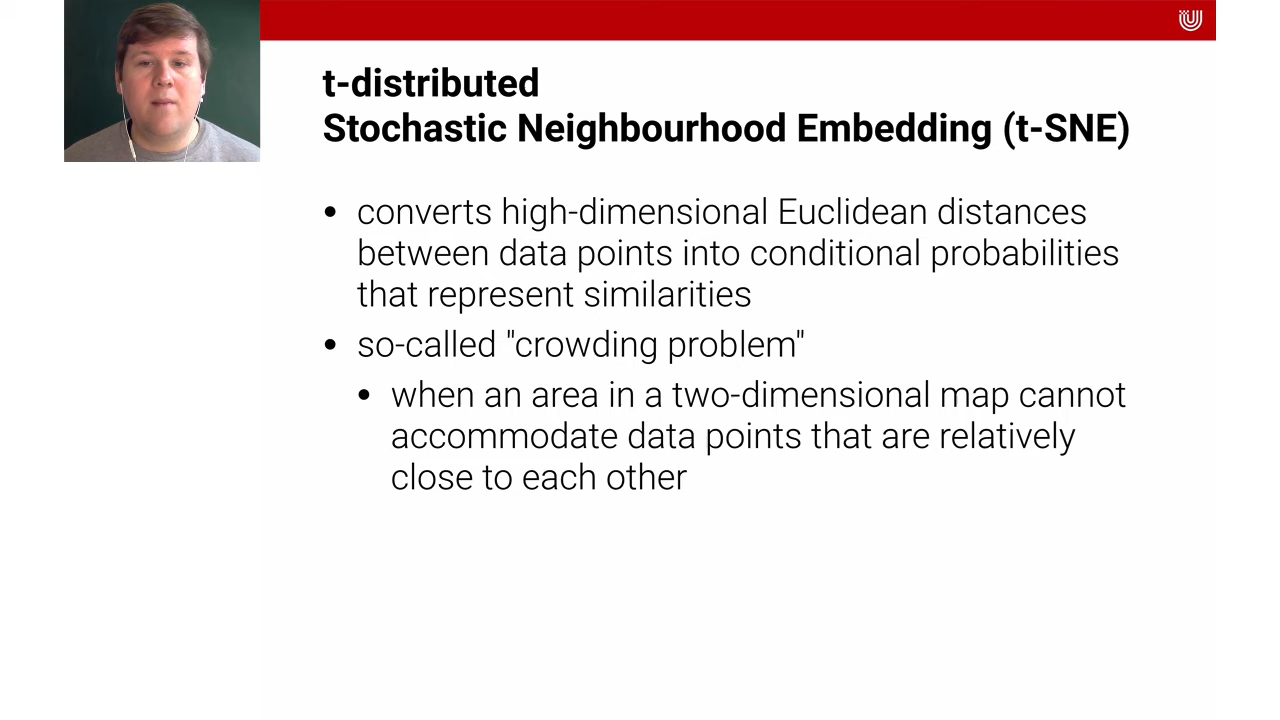 t-distributed
Stochastic Neighbourhood Embedding (t-SNE)
• converts high-dimensional Euclidean distances
between data points into conditional probabilities
that represent similarities
• so-called "crowding problem"
• when an area in a two-dimensional map cannot
accommodate data points that are relatively
close to each other